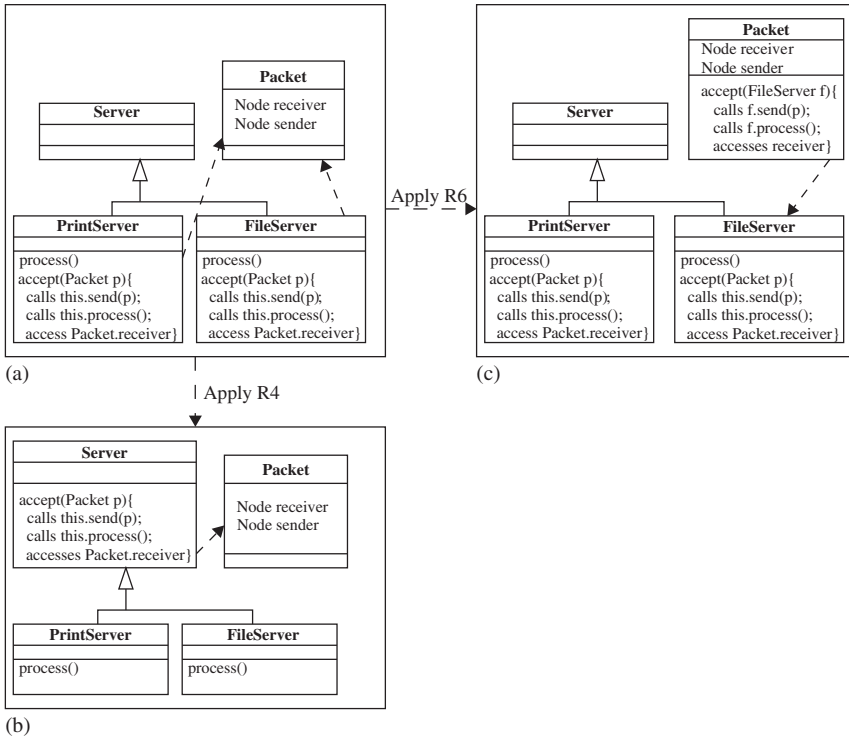 Packet
Node receiver
Node sender
Server
PrintServer
process()
accept(Packet p){
calls this.send(p);
calls this.process();
access Packet.receiver}
FileServer
process()
accept(Packet p){
calls this.send(p);
calls this.process();
access Packet.receiver}
(a)
Apply R6
Packet
Node receiver
Node sender
accept(FileServer f){
calls f.send(p);
calls f.process();
accesses receiver}
Server
PrintServer
process()
accept(Packet p){
calls this.send(p);
calls this.process();
access Packet.receiver}
FileServer
process()
accept(Packet p){
calls this.send(p);
calls this.process();
access Packet.receiver}
(c)
Apply R4
Server
accept(Packet p){
calls this.send(p);
calls this.process();
accesses Packet.receiver}
Packet
Node receiver
Node sender
PrintServer
process()
FileServer
process()
(b)